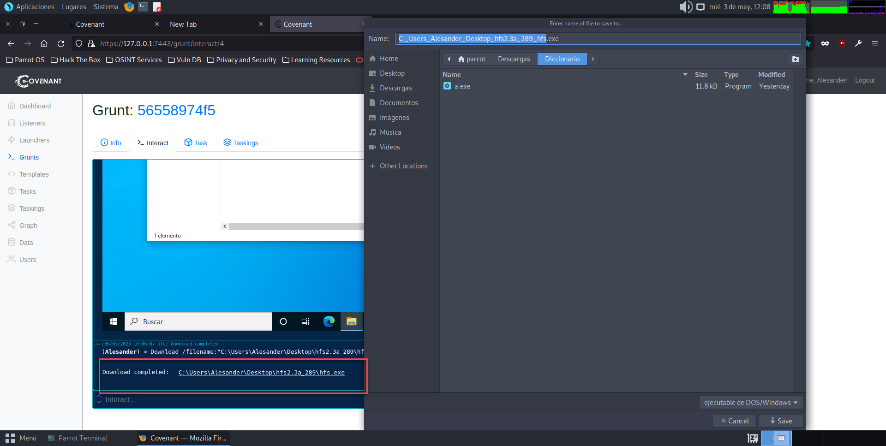 Aplicaciones Lugares Sistema
mié 3 de may, 12:08
Covenant
New Tab
Covenant
https://127.0.0.1:7443/grunt/interact/4
Parrot OS Hack The Box OSINT Services Vuln DB Privacy and Security Learning Resources
COVENANT
Alesander! Logout
Dashboard
Listeners
Launchers
Grunts
Templates
Tasks
Taskings
Graph
Data
Users
Grunt: 56558974f5
Info Interact Task Taskings
1 elemento
Buscar
Download completed
(Alesander) > Download /filename:"C:\Users\Alesander\Desktop\hfs2.3a_289\hf
Download completed: C:\Users\Alesander\Desktop\hfs2.3a_289\hfs.exe
Interact...
Enter name of file to save to…
Name: C:_Users_Alesander_Desktop_hfs2.3a_289_hfs.exe
Home
Desktop
Descargas
Documentos
Imágenes
Música
Vídeos
Other Locations
parrot Descargas Diccionario
Name Size Type Modified
a.exe 11.8 kB Program Yesterday
ejecutable de DOS/Windows
Cancel Save
Menú Parrot Terminal Covenant — Mozilla Fir…